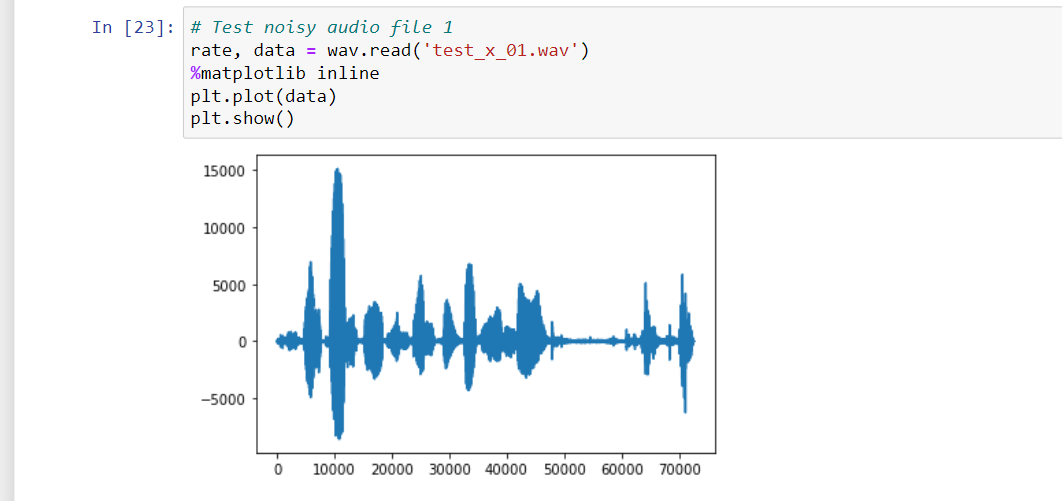 In [23]: # Test noisy audio file 1
rate, data = wav.read('test_x_01.wav')
%matplotlib inline
plt.plot(data)
plt.show()
15000
10000
5000
0
−5000
0 10000 20000 30000 40000 50000 60000 70000